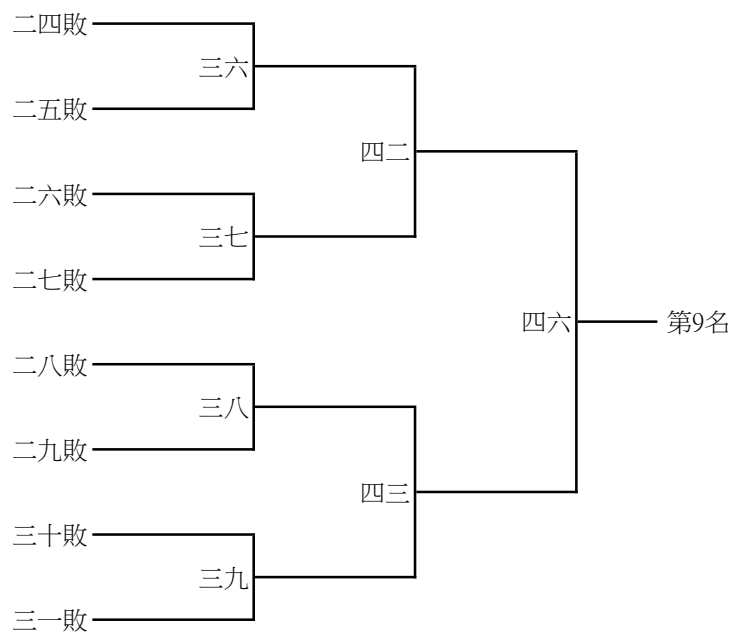 二四敗
三六
二五敗
四二
二六敗
三七
二七敗
四六
第9名
二八敗
三八
二九敗
四三
三十敗
三九
三一敗